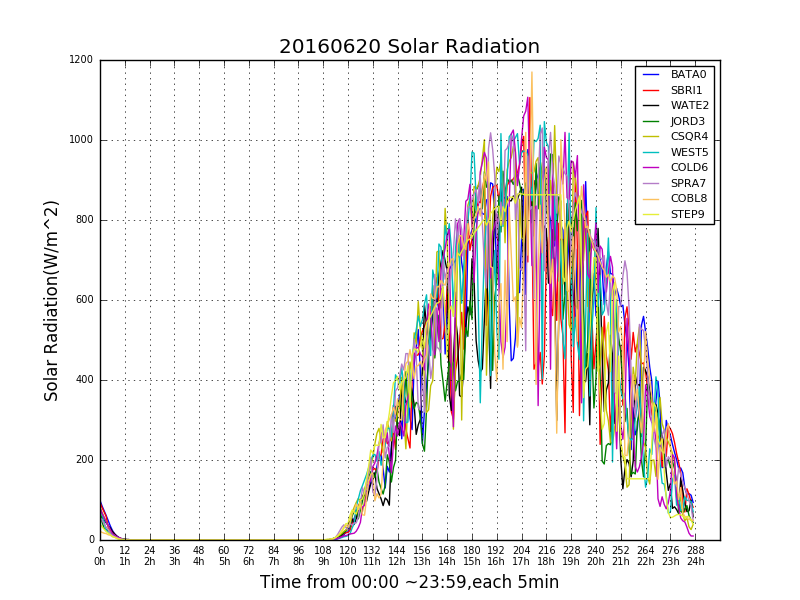 20160620 Solar Radiation
1200
1000
800
600
400
200
0
Solar Radiation(W/m^2)
BATA0
SBRI1
WATE2
JORD3
CSQR4
WEST5
COLD6
SPRA7
COBL8
STEP9
0 12 24 36 48 60 72 84 96 108 120 132 144 156 168 180 192 204 216 228 240 252 264 276 288
0h 1h 2h 3h 4h 5h 6h 7h 8h 9h 10h 11h 12h 13h 14h 15h 16h 17h 18h 19h 20h 21h 22h 23h 24h
Time from 00:00 ~23:59,each 5min